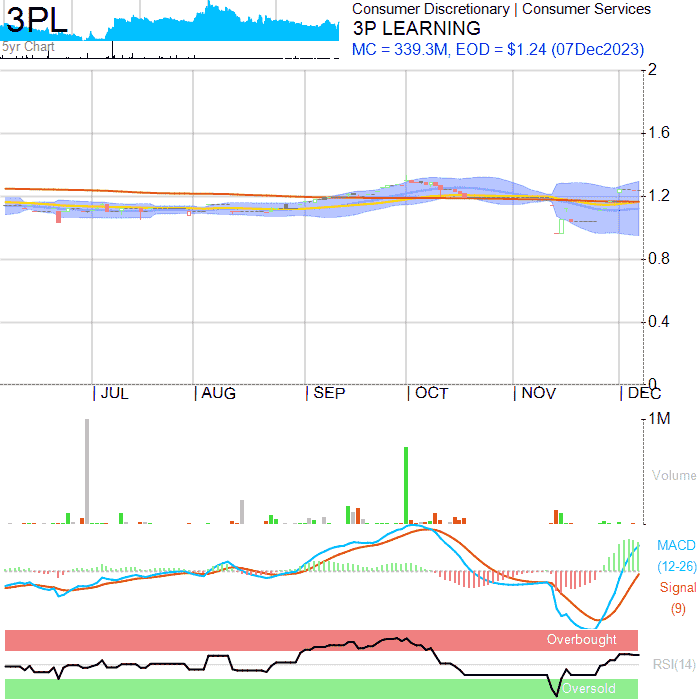 3PL
5yr Chart
Consumer Discretionary | Consumer Services
3P LEARNING
MC = 339.3M, EOD = $1.24 (07Dec2023)
2
1.6
1.2
0.8
0.4
0
JUL AUG SEP OCT NOV DEC
1M
Volume
MACD
(12-26)
Signal
(9)
Overbought
RSI(14)
Oversold